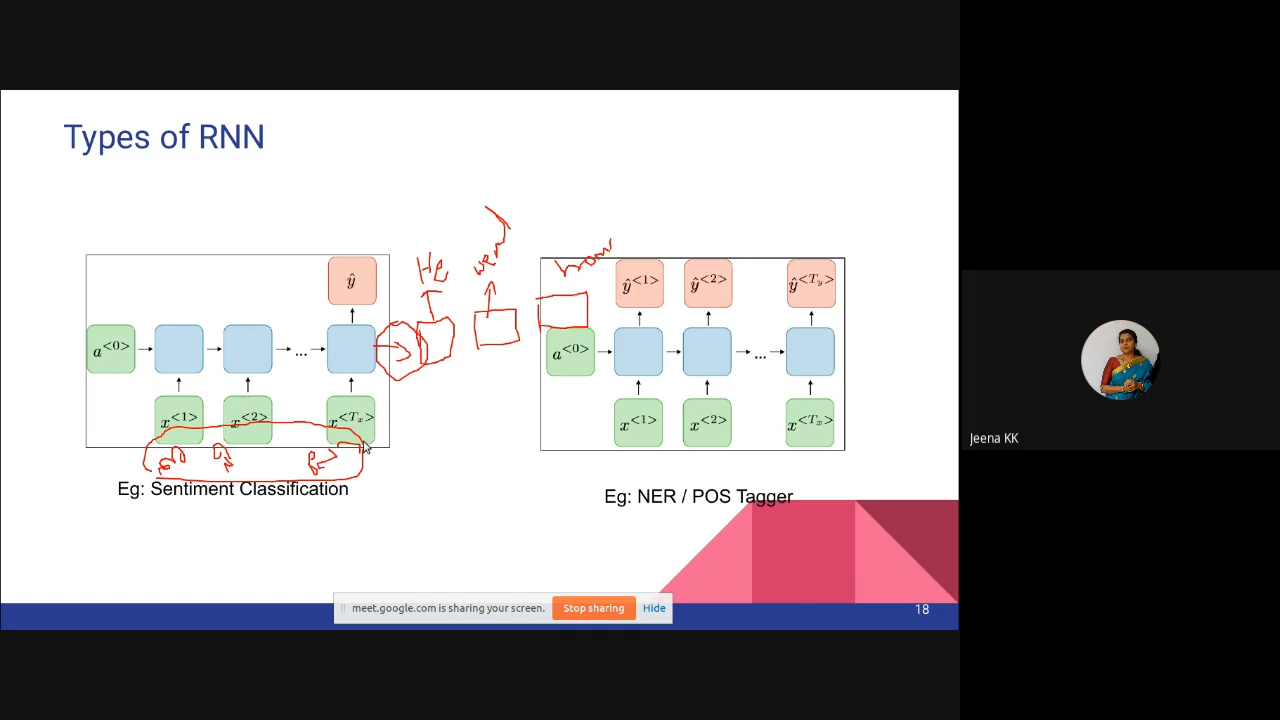 Types of RNN
ŷ
a<0>
...
x<1> x<2> x<Tx>
Eg: Sentiment Classification
He
went
ŷ<1> ŷ<2> ŷ<Ty>
a<0>
...
x<1> x<2> x<Tx>
Eg: NER / POS Tagger
meet.google.com is sharing your screen. Stop sharing Hide
18
Jeena KK